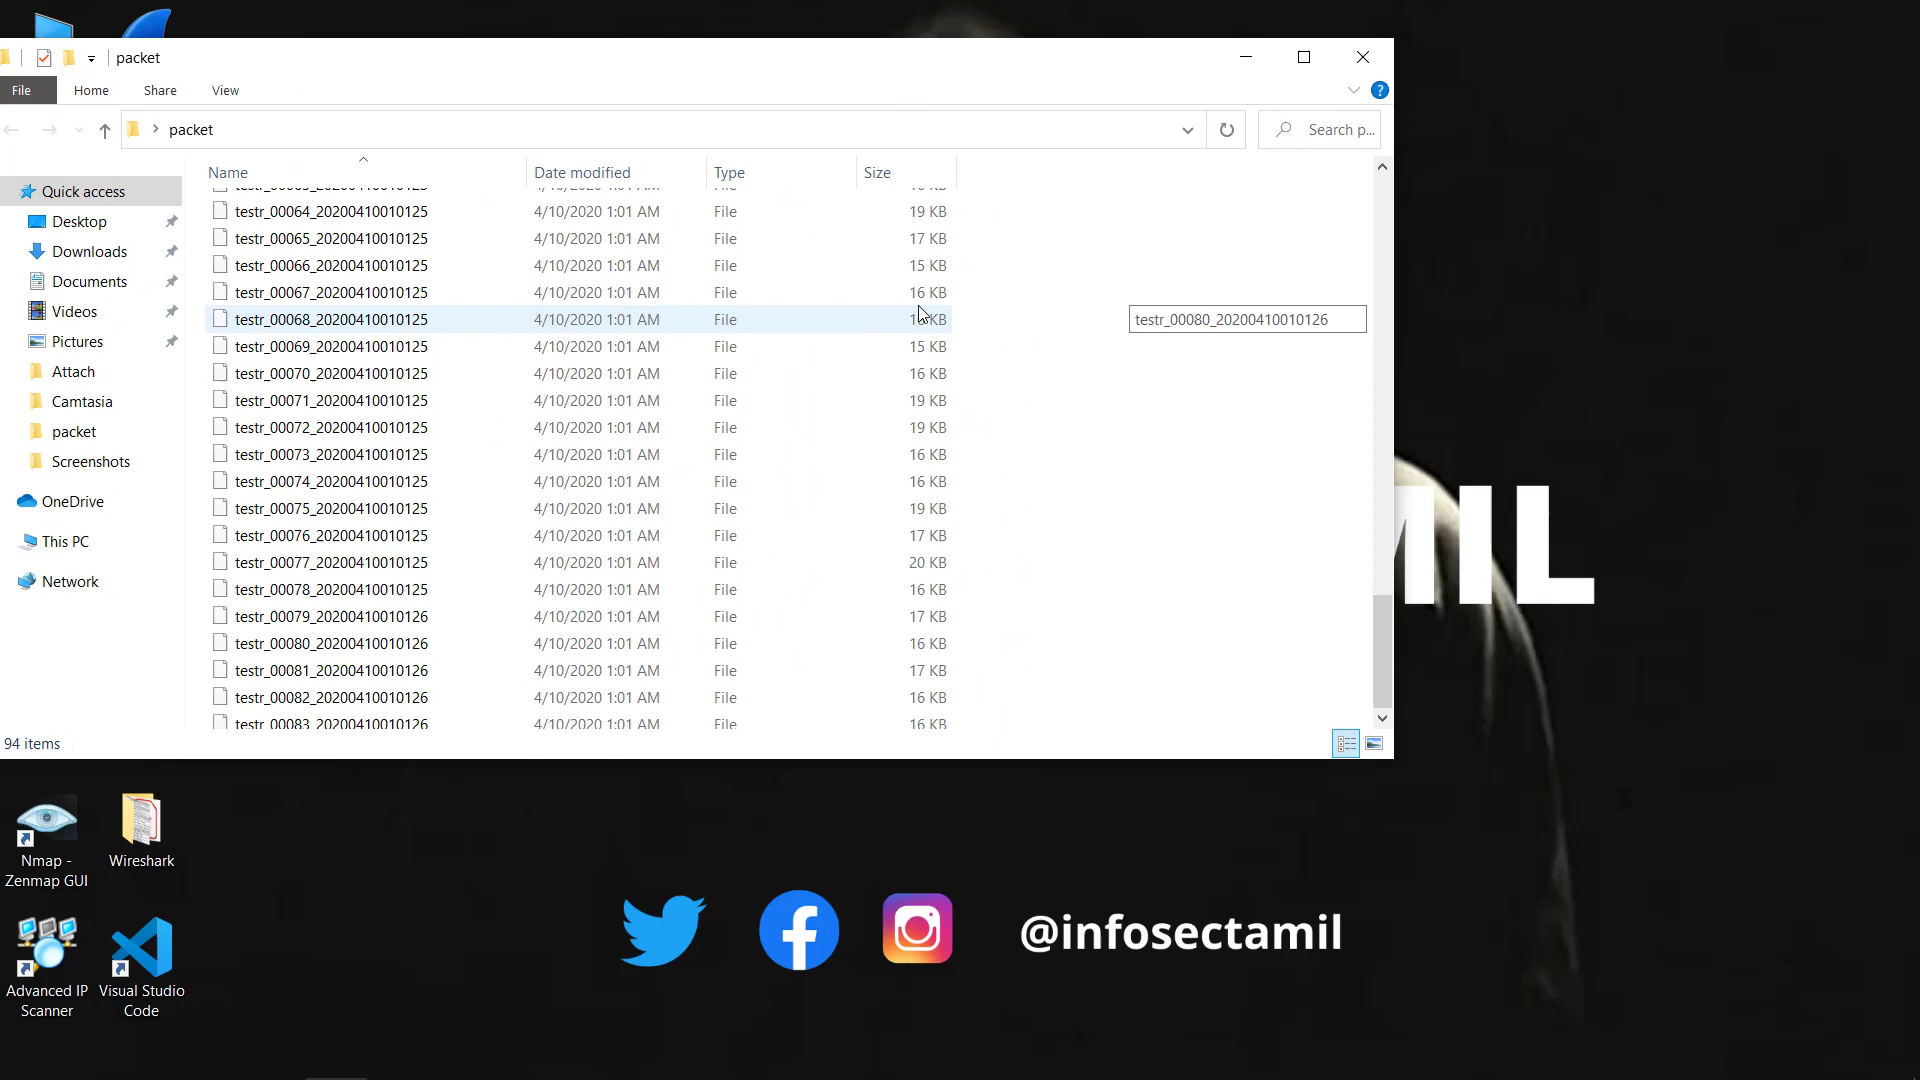 packet
File Home Share View
packet
Search p...
Name Date modified Type Size
Quick access
Desktop
Downloads
Documents
Videos
Pictures
Attach
Camtasia
packet
Screenshots
OneDrive
This PC
Network
testr_00064_20200410010125 4/10/2020 1:01 AM File 19 KB
testr_00065_20200410010125 4/10/2020 1:01 AM File 17 KB
testr_00066_20200410010125 4/10/2020 1:01 AM File 15 KB
testr_00067_20200410010125 4/10/2020 1:01 AM File 16 KB
testr_00068_20200410010125 4/10/2020 1:01 AM File KB
testr_00080_20200410010126
testr_00069_20200410010125 4/10/2020 1:01 AM File 15 KB
testr_00070_20200410010125 4/10/2020 1:01 AM File 16 KB
testr_00071_20200410010125 4/10/2020 1:01 AM File 19 KB
testr_00072_20200410010125 4/10/2020 1:01 AM File 19 KB
testr_00073_20200410010125 4/10/2020 1:01 AM File 16 KB
testr_00074_20200410010125 4/10/2020 1:01 AM File 16 KB
testr_00075_20200410010125 4/10/2020 1:01 AM File 19 KB
testr_00076_20200410010125 4/10/2020 1:01 AM File 17 KB
testr_00077_20200410010125 4/10/2020 1:01 AM File 20 KB
testr_00078_20200410010125 4/10/2020 1:01 AM File 16 KB
testr_00079_20200410010126 4/10/2020 1:01 AM File 17 KB
testr_00080_20200410010126 4/10/2020 1:01 AM File 16 KB
testr_00081_20200410010126 4/10/2020 1:01 AM File 17 KB
testr_00082_20200410010126 4/10/2020 1:01 AM File 16 KB
testr_00083_20200410010126 4/10/2020 1:01 AM File 16 KB
94 items
MIL
Nmap -
Zenmap GUI
Wireshark
Advanced IP
Scanner
Visual Studio
Code
@infosectamil